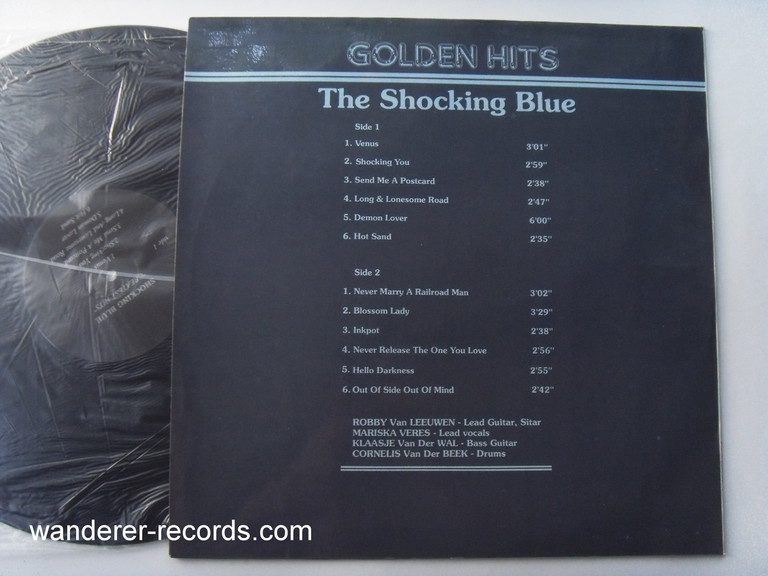 GOLDEN HITS
The Shocking Blue
Side 1
1. Venus 3'01"
2. Shocking You 2'59"
3. Send Me A Postcard 2'38"
4. Long & Lonesome Road 2'47"
5. Demon Lover 6'00"
6. Hot Sand 2'35"
Side 2
1. Never Marry A Railroad Man 3'02"
2. Blossom Lady 3'29"
3. Inkpot 2'38"
4. Never Release The One You Love 2'56"
5. Hello Darkness 2'55"
6. Out Of Side Out Of Mind 2'42"
ROBBY Van LEEUWEN - Lead Guitar, Sitar
MARISKA VERES - Lead vocals
KLAASJE Van Der WAL - Bass Guitar
CORNELIS Van Der BEEK - Drums
SHOCKING BLUE
wanderer-records.com